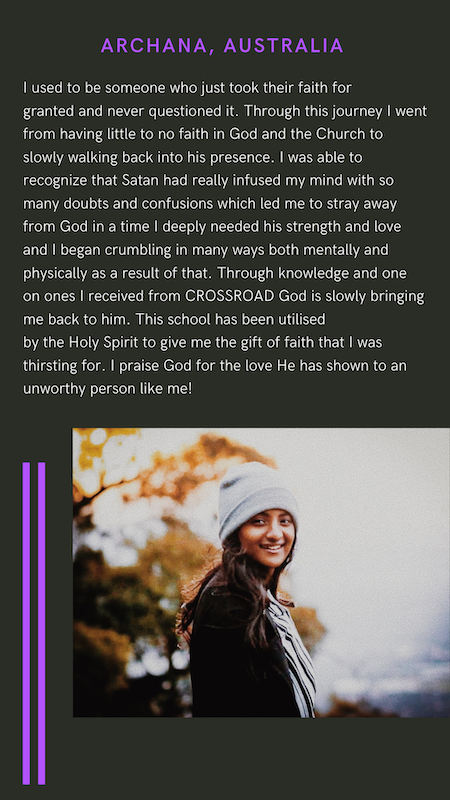 ARCHANA, AUSTRALIA
I used to be someone who just took their faith for
granted and never questioned it. Through this journey I went
from having little to no faith in God and the Church to
slowly walking back into his presence. I was able to
recognize that Satan had really infused my mind with so
many doubts and confusions which led me to stray away
from God in a time I deeply needed his strength and love
and I began crumbling in many ways both mentally and
physically as a result of that. Through knowledge and one
on ones I received from CROSSROAD God is slowly bringing
me back to him. This school has been utilised
by the Holy Spirit to give me the gift of faith that I was
thirsting for. I praise God for the love He has shown to an
unworthy person like me!